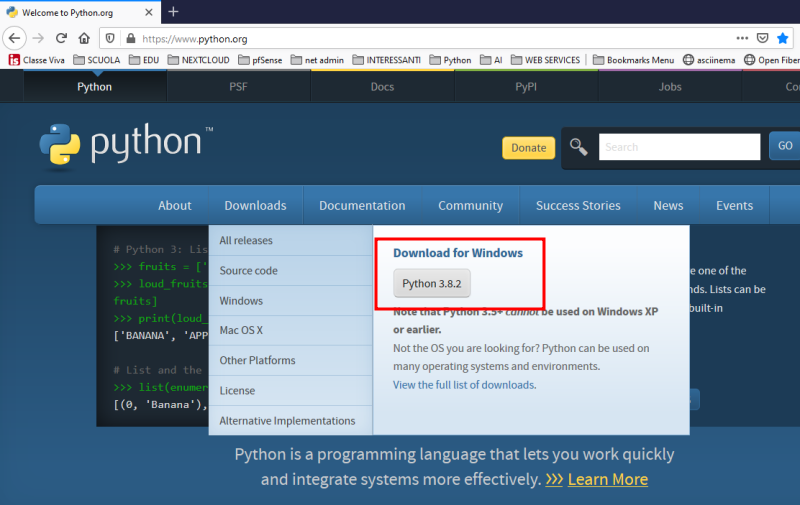 Welcome to Python.org
https://www.python.org
Classe Viva SCUOLA EDU NEXTCLOUD pfSense net admin INTERESSANTI Python AI WEB SERVICES Bookmarks Menu asciinema Open Fiber
Python PSF Docs PyPI Jobs Co
python™
Donate Search GO
About Downloads Documentation Community Success Stories News Events
# Python 3: Lis
>>> fruits = ['
>>> loud_fruits
fruits]
>>> print(loud_
['BANANA', 'APP
# List and the
>>> list(enumer
[(0, 'Banana'),
All releases
Source code
Windows
Mac OS X
Other Platforms
License
Alternative Implementations
Download for Windows
Python 3.8.2
Note that Python 3.5+ cannot be used on Windows XP
or earlier.
Not the OS you are looking for? Python can be used on
many operating systems and environments.
View the full list of downloads.
e one of the
nds. Lists can be
built-in
Python is a programming language that lets you work quickly
and integrate systems more effectively. >>> Learn More